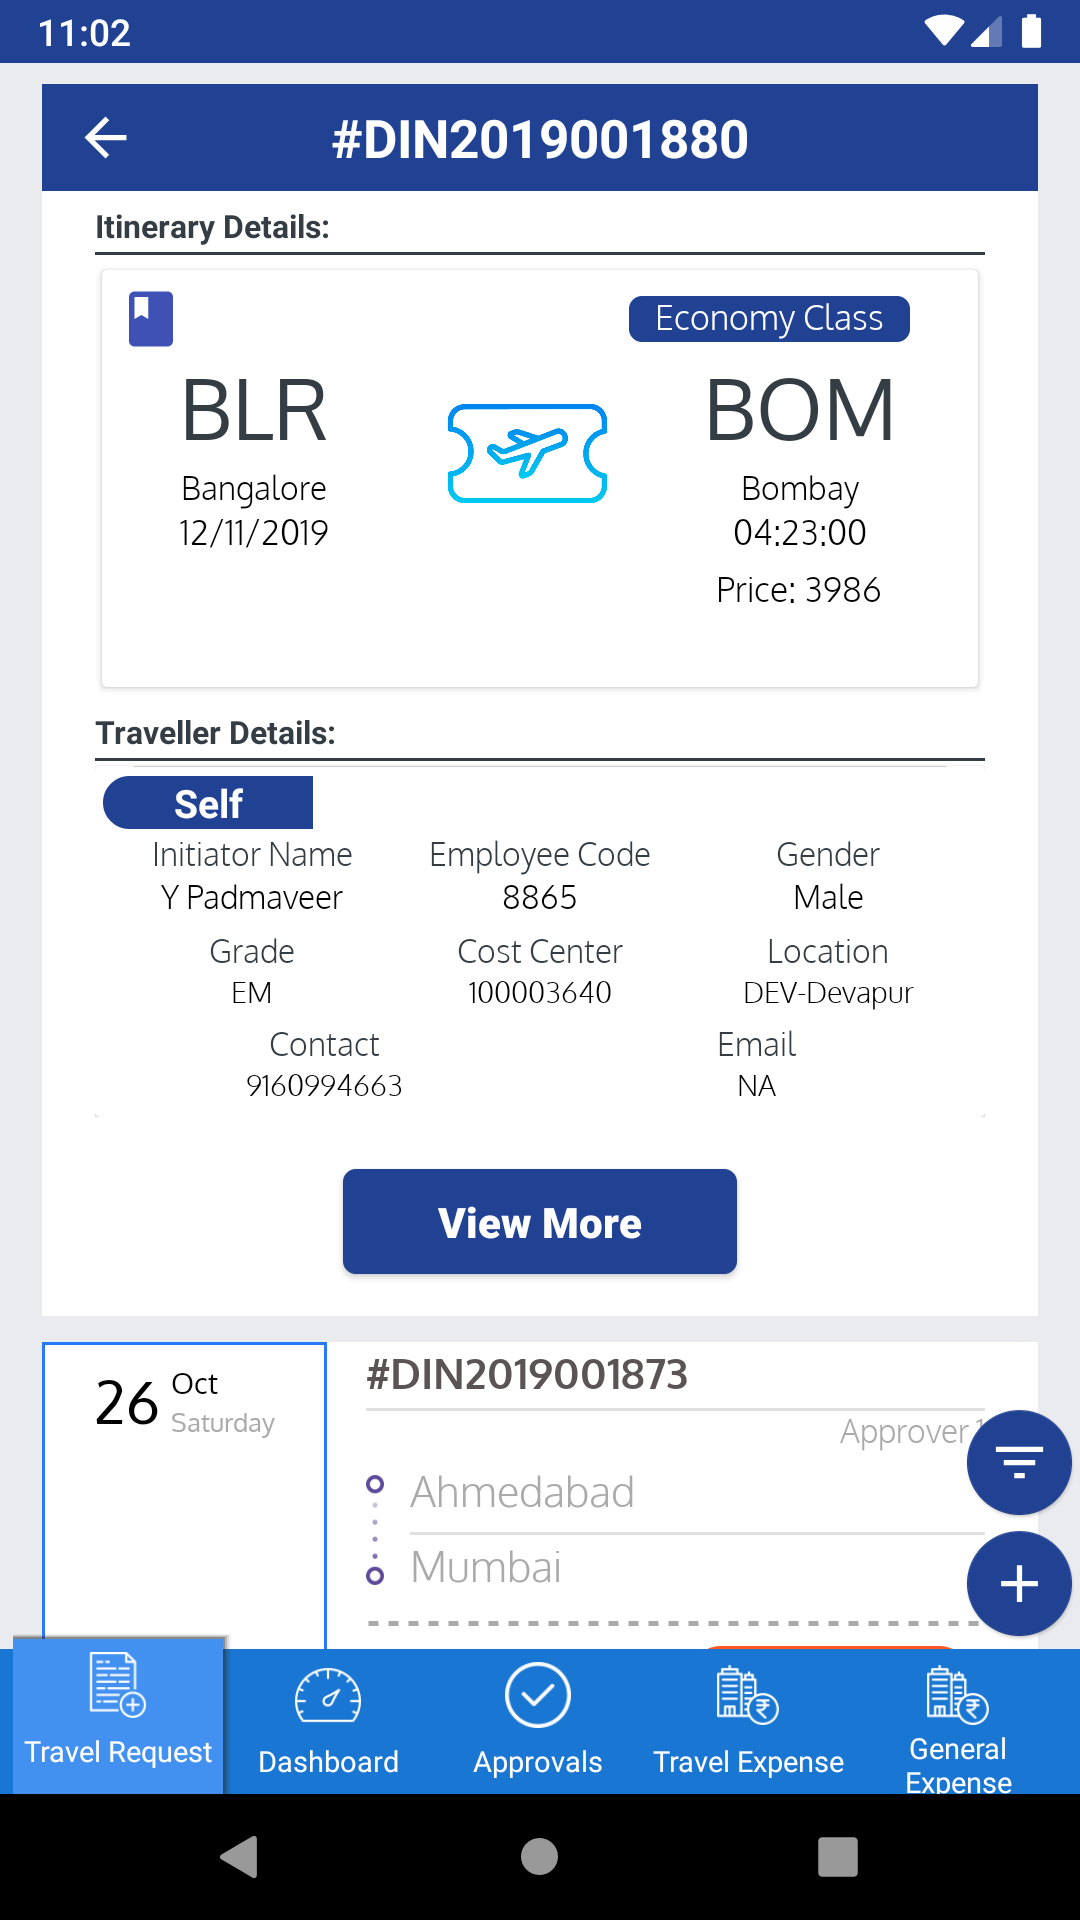 11:02
#DIN2019001880
Itinerary Details:
Economy Class
BLR
BOM
Bangalore
Bombay
12/11/2019
04:23:00
Price: 3986
Traveller Details:
Self
Initiator Name
Employee Code
Gender
Y Padmaveer
8865
Male
Grade
Cost Center
Location
EM
100003640
DEV-Devapur
Contact
Email
9160994663
NA
View More
26 Oct
Saturday
#DIN2019001873
Approver 1
Ahmedabad
Mumbai
Travel Request
Dashboard
Approvals
Travel Expense
General
Expense